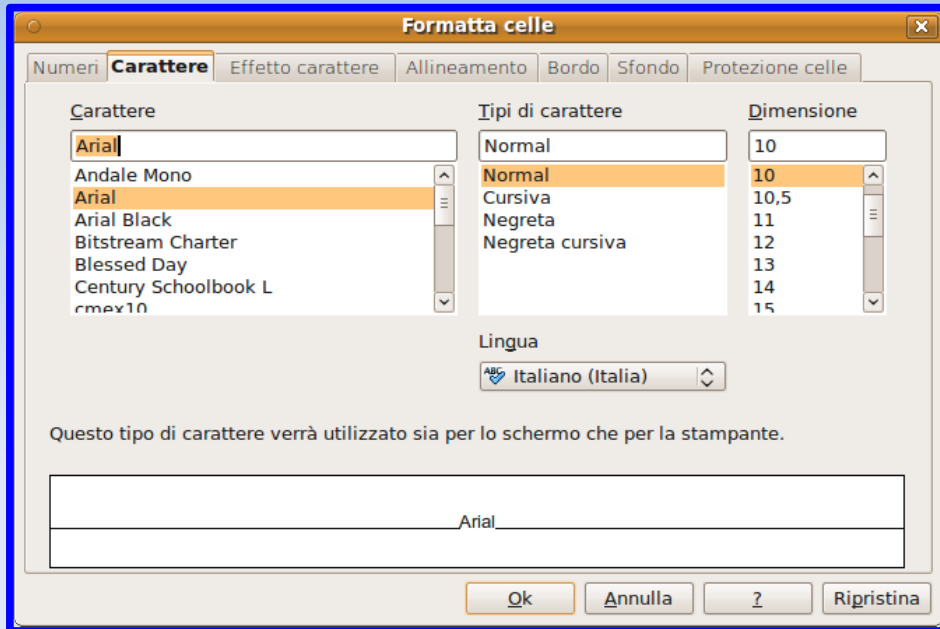 Formatta celle
Numeri Carattere Effetto carattere Allineamento Bordo Sfondo Protezione celle
Carattere Tipi di carattere Dimensione
Arial Normal 10
Andale Mono Normal 10
Arial Cursiva 10,5
Arial Black Negreta 11
Bitstream Charter Negreta cursiva 12
Blessed Day 13
Century Schoolbook L 14
cmex10 15
Lingua
ABC Italiano (Italia)
Questo tipo di carattere verrà utilizzato sia per lo schermo che per la stampante.
Arial
Ok Annulla ? Ripristina